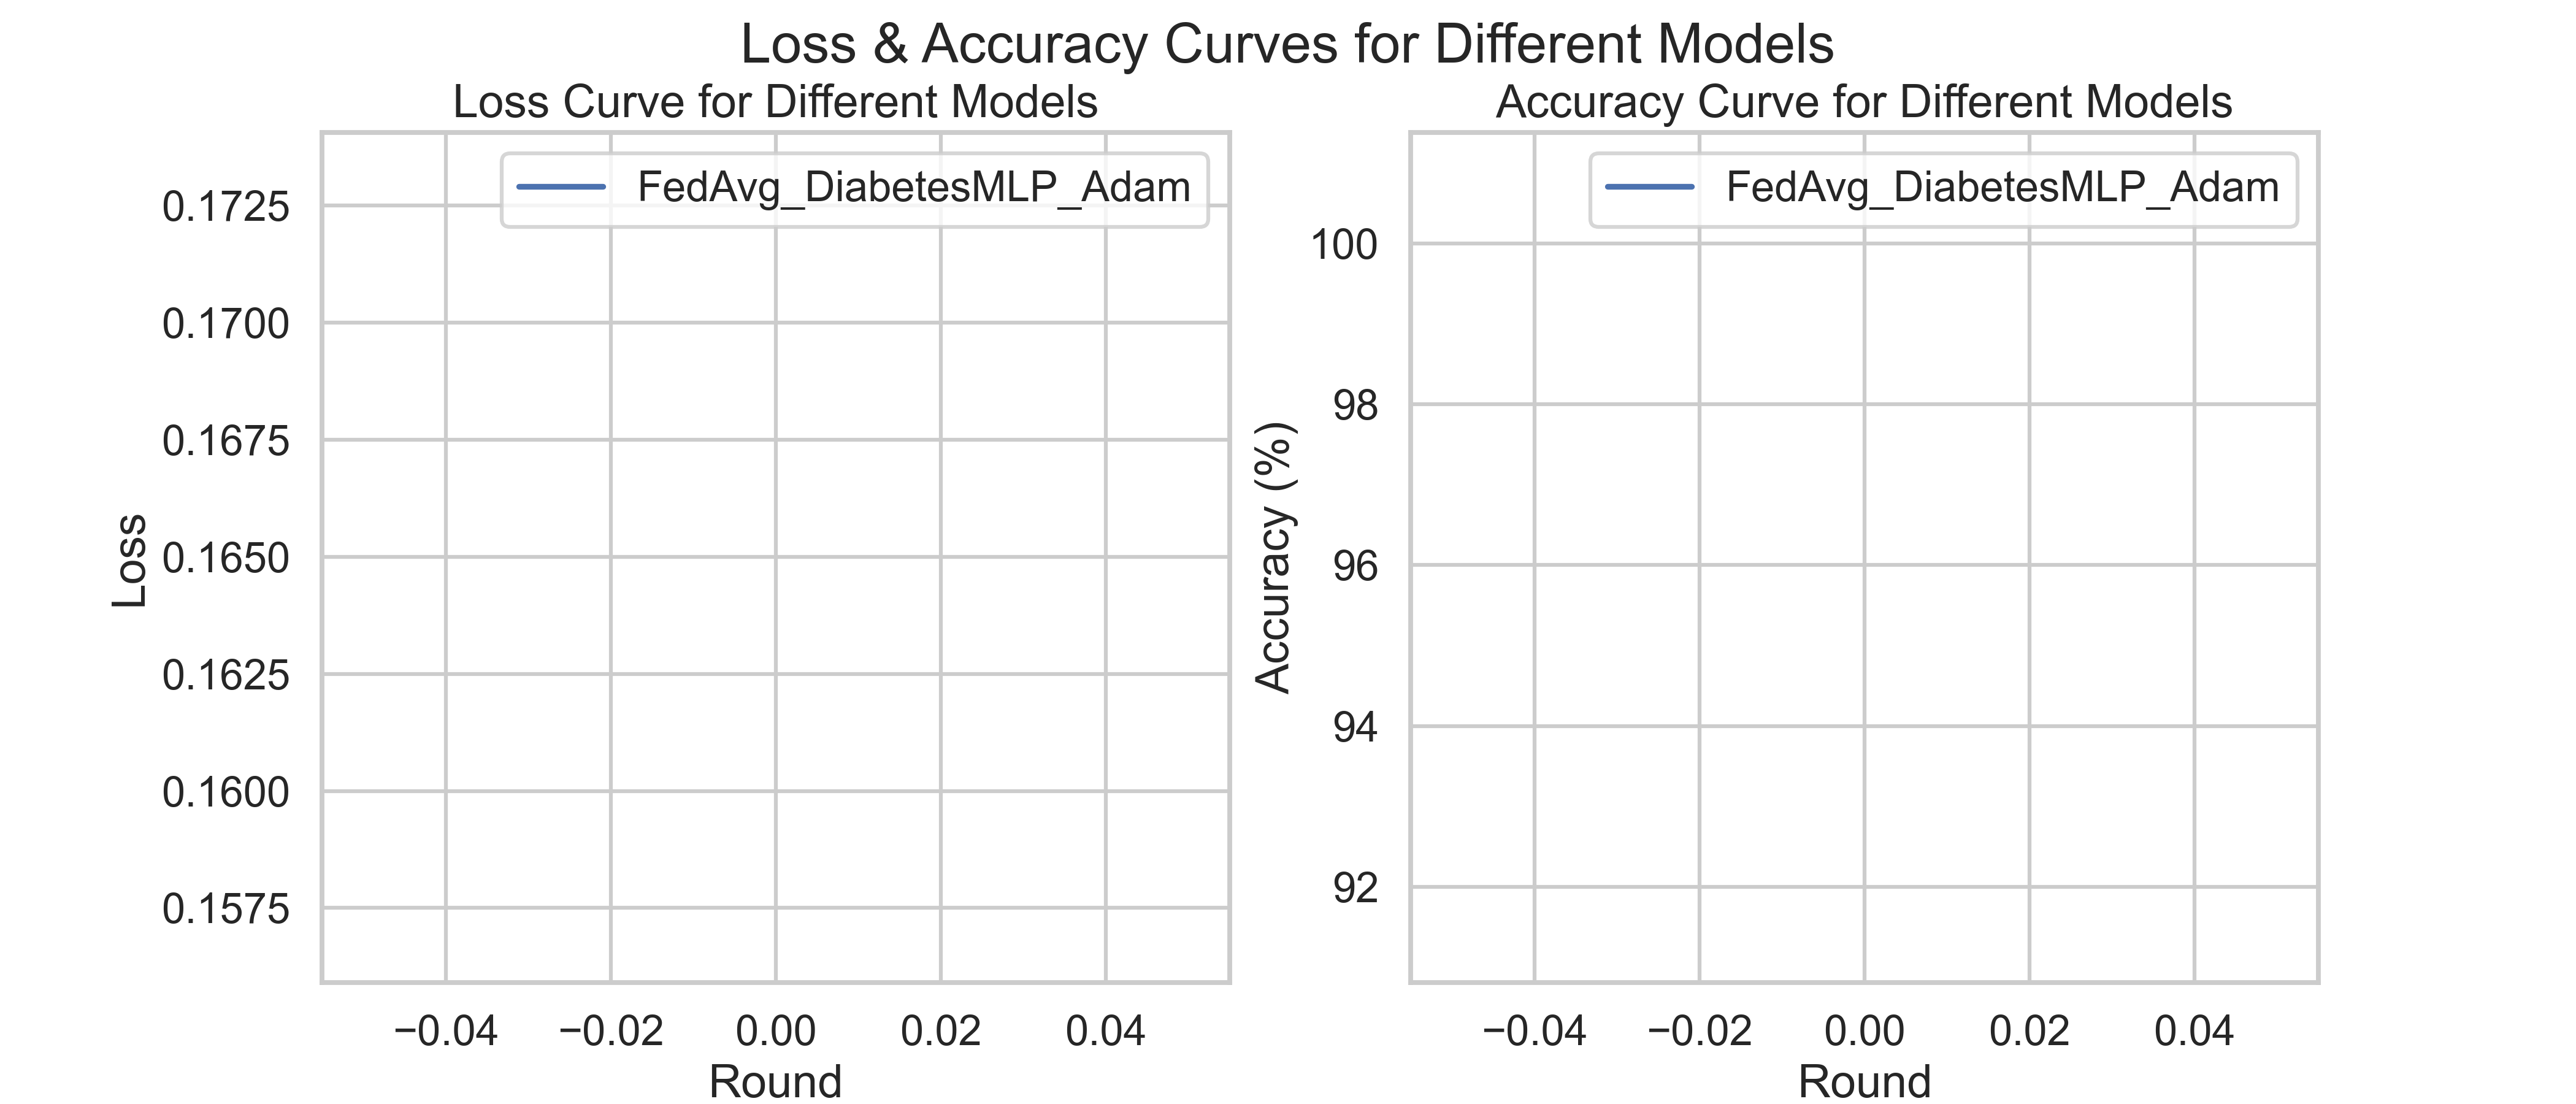 Loss & Accuracy Curves for Different Models
Loss Curve for Different Models
FedAvg_DiabetesMLP_Adam
0.1725
0.1700
0.1675
0.1650
0.1625
0.1600
0.1575
Loss
−0.04 −0.02 0.00 0.02 0.04
Round
Accuracy Curve for Different Models
FedAvg_DiabetesMLP_Adam
100
98
96
94
92
Accuracy (%)
−0.04 −0.02 0.00 0.02 0.04
Round